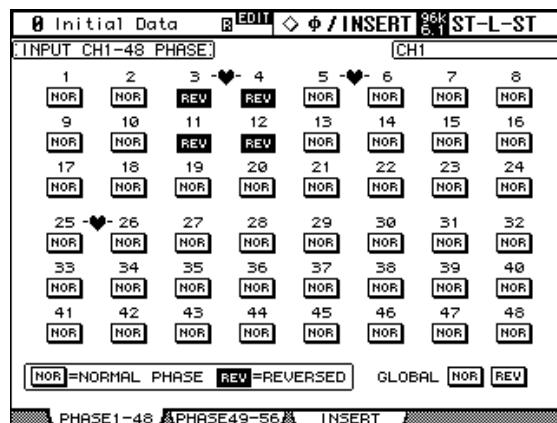 0 Initial Data EDIT ◇ φ/INSERT 96k 6.1 ST-L-ST
INPUT CH1-48 PHASE CH1
1 2 3 -♥- 4 5 -♥- 6 7 8
NOR NOR REV REV NOR NOR NOR NOR
9 10 11 12 13 14 15 16
NOR NOR REV REV NOR NOR NOR NOR
17 18 19 20 21 22 23 24
NOR NOR NOR NOR NOR NOR NOR NOR
25 -♥- 26 27 28 29 30 31 32
NOR NOR NOR NOR NOR NOR NOR NOR
33 34 35 36 37 38 39 40
NOR NOR NOR NOR NOR NOR NOR NOR
41 42 43 44 45 46 47 48
NOR NOR NOR NOR NOR NOR NOR NOR
NOR=NORMAL PHASE REV=REVERSED GLOBAL NOR REV
PHASE1-48 PHASE49-56 INSERT